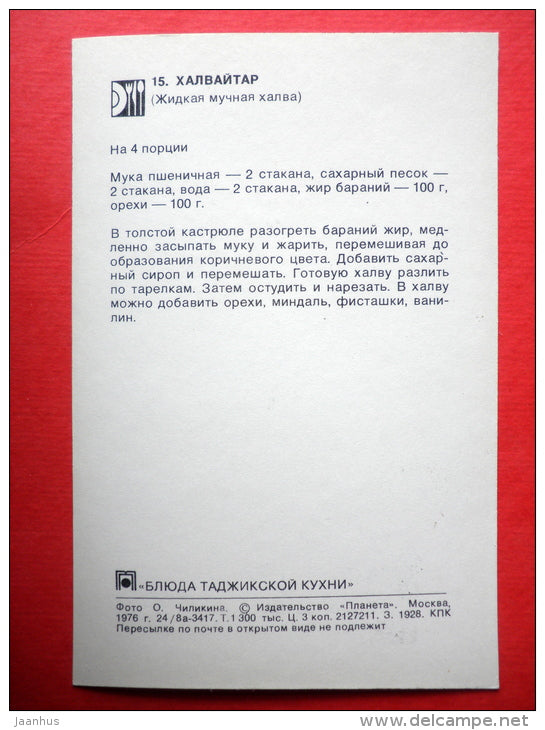 15. ХАЛВАЙТАР
(Жидкая мучная халва)
На 4 порции
Мука пшеничная — 2 стакана, сахарный песок —
2 стакана, вода — 2 стакана, жир бараний — 100 г,
орехи — 100 г.
В толстой кастрюле разогреть бараний жир, мед-
ленно засыпать муку и жарить, перемешивая до
образования коричневого цвета. Добавить сахар-
ный сироп и перемешать. Готовую халву разлить
по тарелкам. Затем остудить и нарезать. В халву
можно добавить орехи, миндаль, фисташки, вани-
лин.
«БЛЮДА ТАДЖИКСКОЙ КУХНИ»
Фото О. Чиликина. © Издательство «Планета». Москва,
1976 г. 24/8а-3417. Т. 1 300 тыс. Ц. 3 коп. 2127211. З. 1928. КПК
Пересылке по почте в открытом виде не подлежит
jaanhus
www.delcampe.net